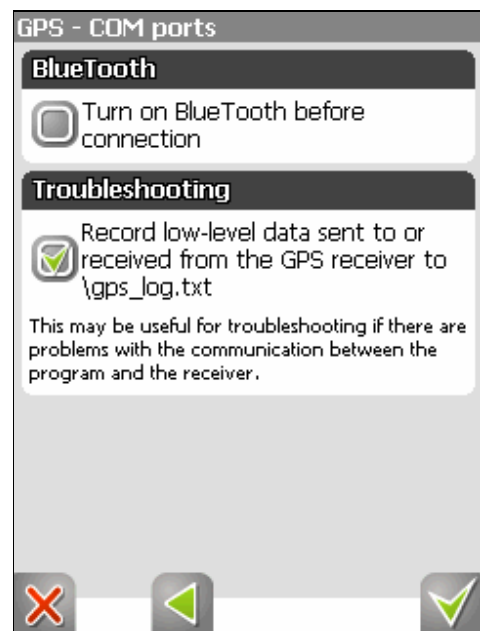 GPS - COM ports
BlueTooth
Turn on BlueTooth before
connection
Troubleshooting
Record low-level data sent to or
received from the GPS receiver to
\gps_log.txt
This may be useful for troubleshooting if there are
problems with the communication between the
program and the receiver.